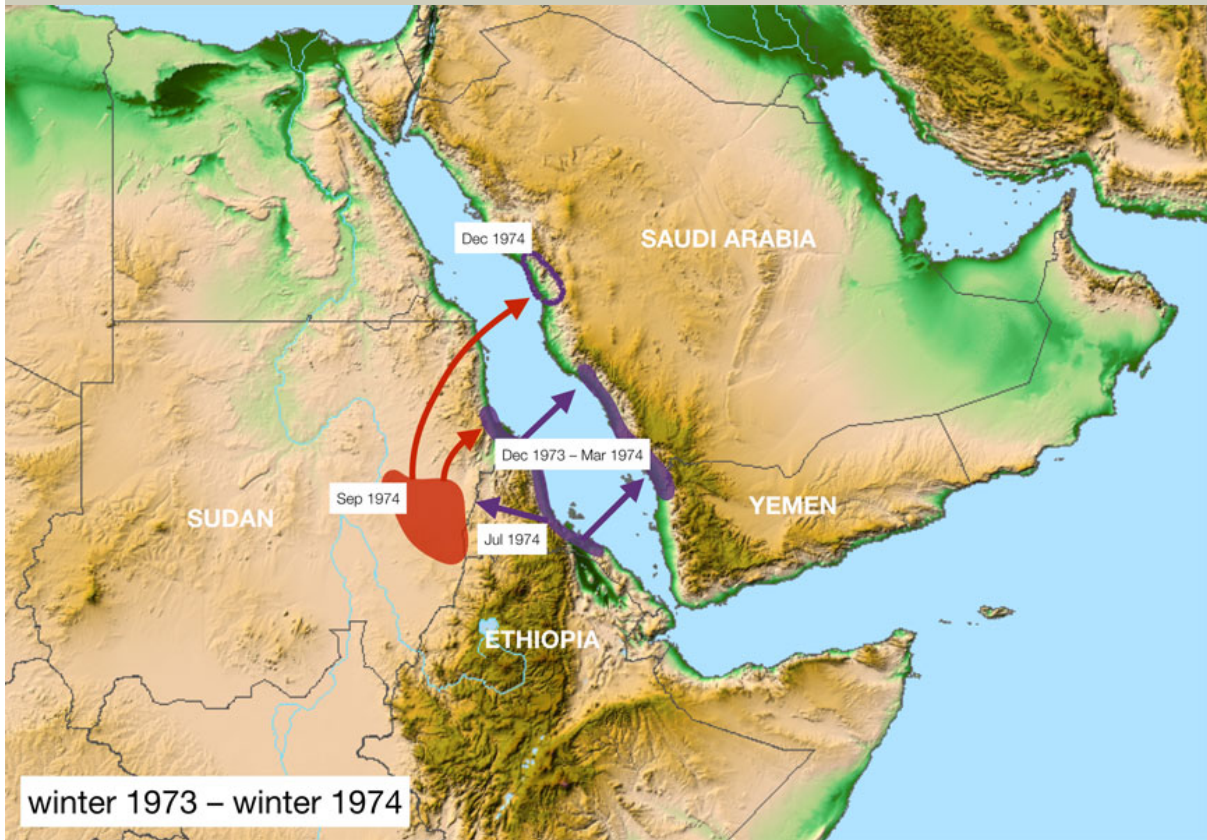 Dec 1974
SAUDI ARABIA
Dec 1973 – Mar 1974
Sep 1974
SUDAN
YEMEN
Jul 1974
ETHIOPIA
winter 1973 – winter 1974